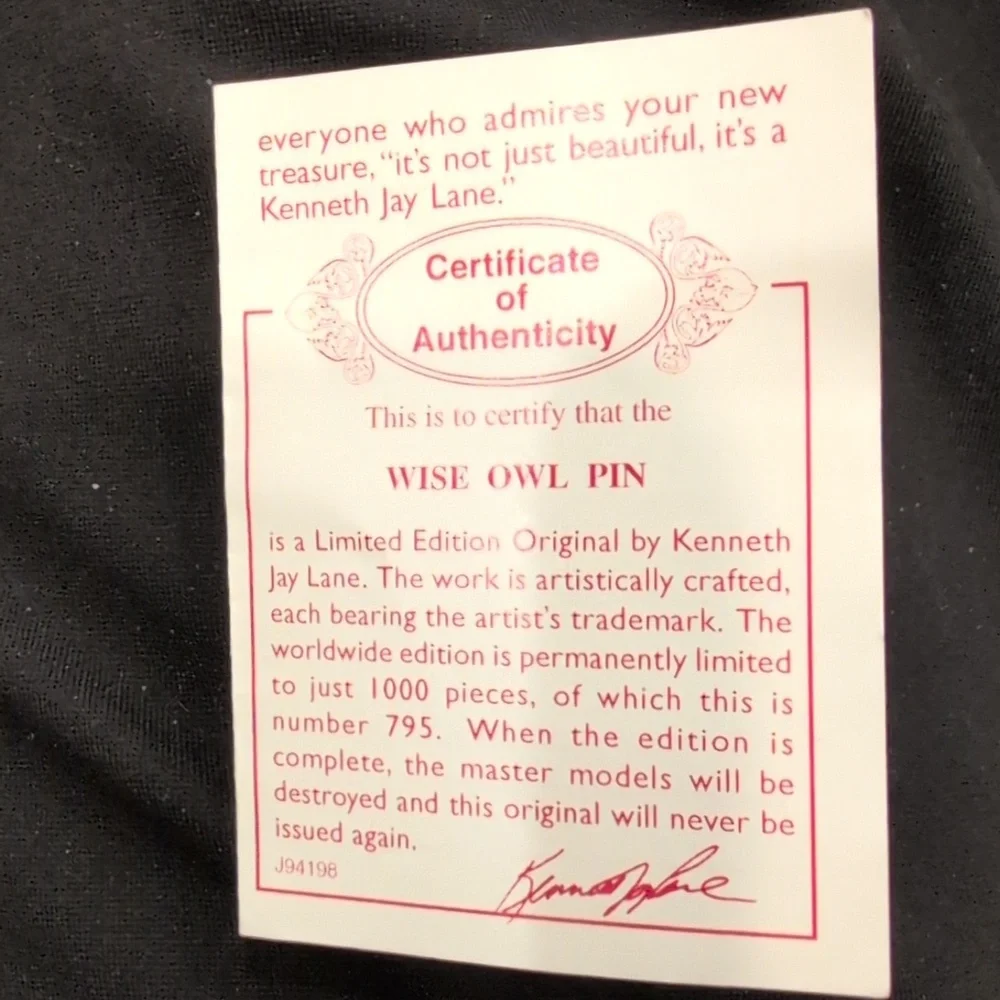 everyone who admires your new
treasure, "it's not just beautiful, it's a
Kenneth Jay Lane."
Certificate
of
Authenticity
This is to certify that the
WISE OWL PIN
is a Limited Edition Original by Kenneth
Jay Lane. The work is artistically crafted,
each bearing the artist's trademark. The
worldwide edition is permanently limited
to just 1000 pieces, of which this is
number 795. When the edition is
complete, the master models will be
destroyed and this original will never be
issued again.
J94198
Kenneth Jay Lane